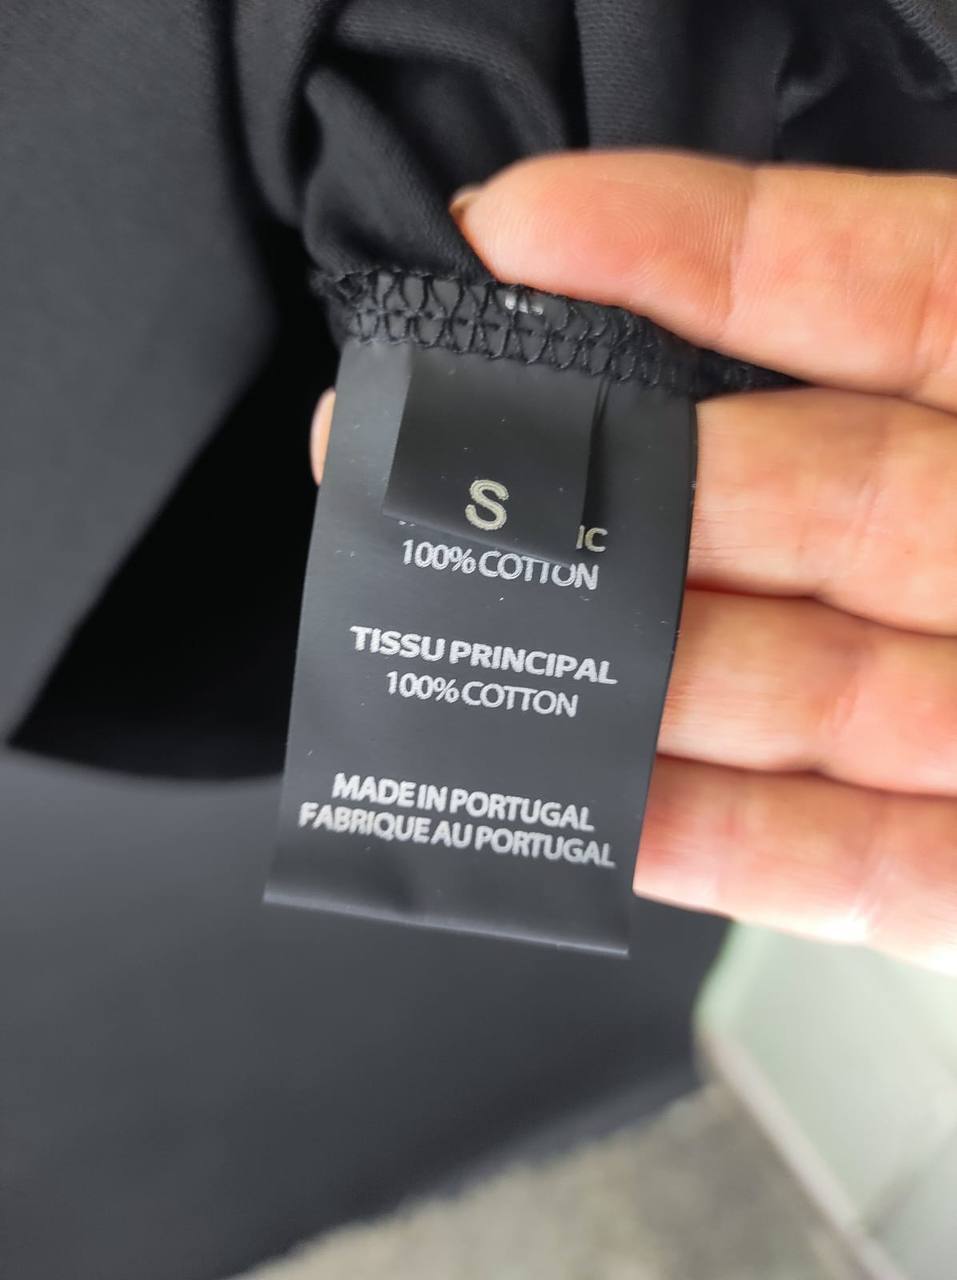 S
100% COTTON
TISSU PRINCIPAL
100% COTTON
MADE IN PORTUGAL
FABRIQUE AU PORTUGAL